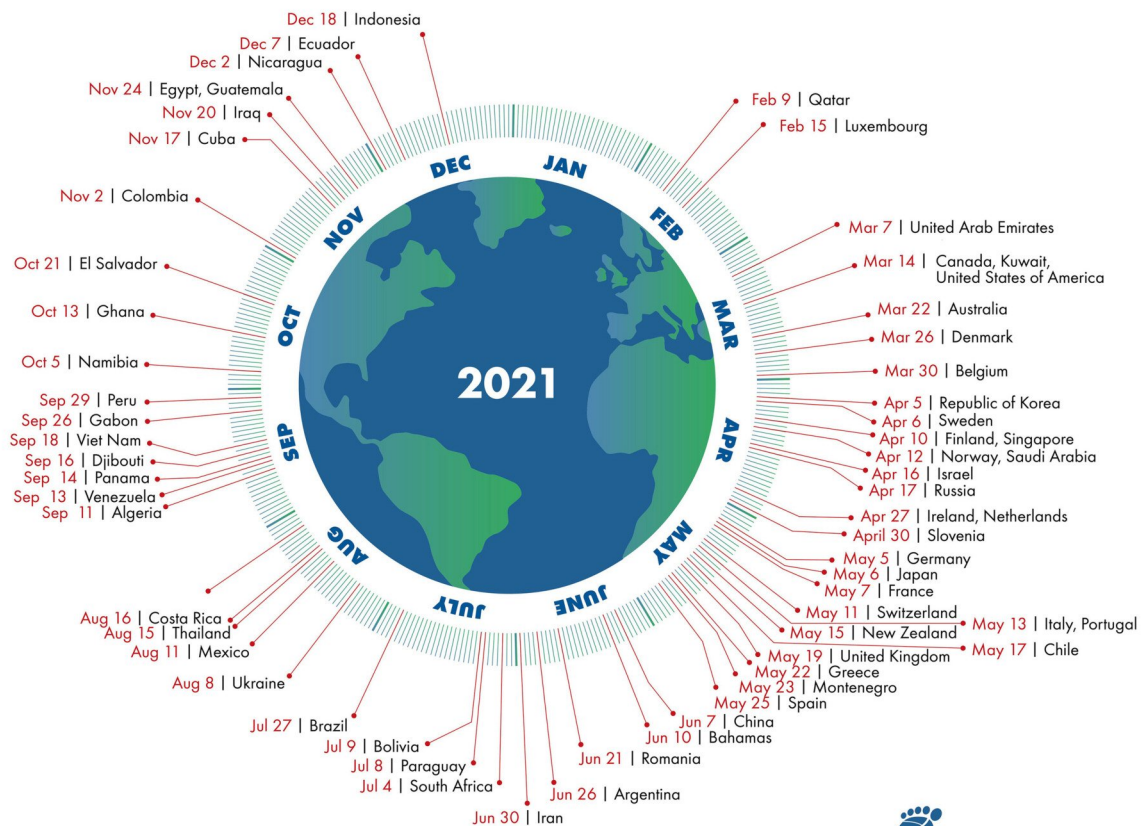 JAN
Feb 9 | Qatar
Feb 15 | Luxembourg
FEB
Mar 7 | United Arab Emirates
Mar 14 | Canada, Kuwait,
United States of America
Mar 22 | Australia
Mar 26 | Denmark
Mar 30 | Belgium
MAR
Apr 5 | Republic of Korea
Apr 6 | Sweden
Apr 10 | Finland, Singapore
Apr 12 | Norway, Saudi Arabia
Apr 16 | Israel
Apr 17 | Russia
Apr 27 | Ireland, Netherlands
April 30 | Slovenia
APR
May 5 | Germany
May 6 | Japan
May 7 | France
May 11 | Switzerland
May 13 | Italy, Portugal
May 15 | New Zealand
May 17 | Chile
May 19 | United Kingdom
May 22 | Greece
May 23 | Montenegro
May 25 | Spain
MAY
Jun 7 | China
Jun 10 | Bahamas
Jun 21 | Romania
Jun 26 | Argentina
Jun 30 | Iran
JUNE
Jul 4 | South Africa
Jul 8 | Paraguay
Jul 9 | Bolivia
Jul 27 | Brazil
JULY
Aug 8 | Ukraine
Aug 11 | Mexico
Aug 15 | Thailand
Aug 16 | Costa Rica
AUG
Sep 11 | Algeria
Sep 13 | Venezuela
Sep 14 | Panama
Sep 16 | Djibouti
Sep 18 | Viet Nam
Sep 26 | Gabon
Sep 29 | Peru
SEP
Oct 5 | Namibia
Oct 13 | Ghana
Oct 21 | El Salvador
OCT
Nov 2 | Colombia
Nov 17 | Cuba
Nov 20 | Iraq
Nov 24 | Egypt, Guatemala
NOV
Dec 2 | Nicaragua
Dec 7 | Ecuador
Dec 18 | Indonesia
DEC
2021